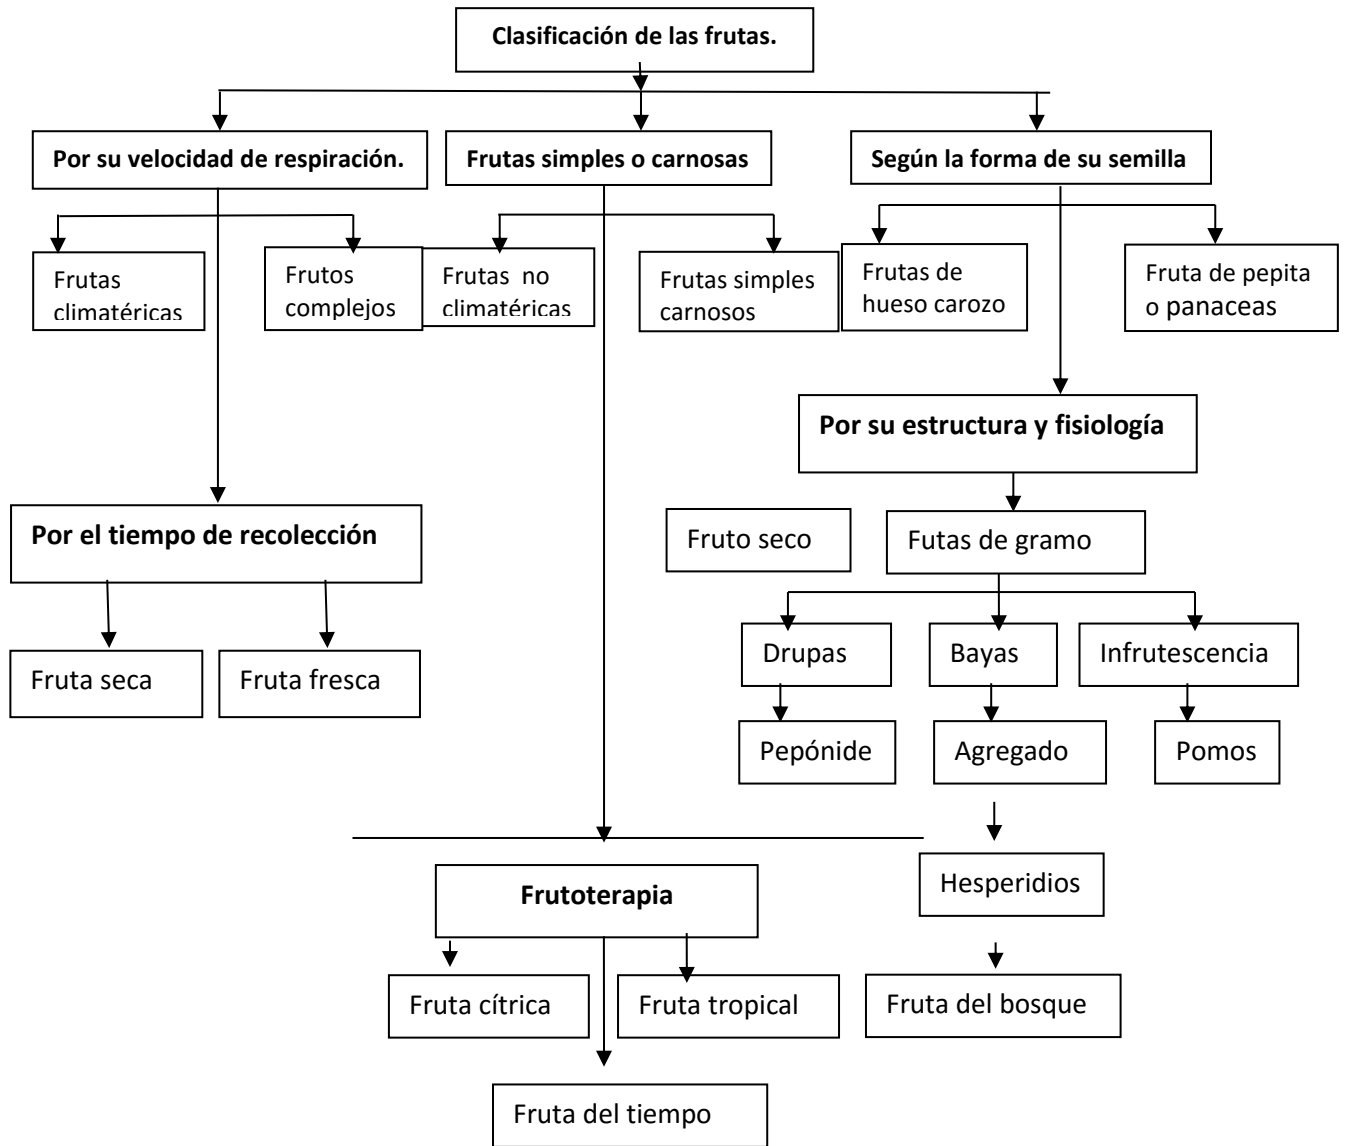 Clasificación de las frutas.
Por su velocidad de respiración.
Frutas simples o carnosas
Según la forma de su semilla
Frutas
climatéricas
Frutos
complejos
Frutas no
climatéricas
Frutas simples
carnosos
Frutas de
hueso carozo
Fruta de pepita
o panaceas
Por su estructura y fisiología
Por el tiempo de recolección
Fruto seco
Futas de gramo
Fruta seca
Fruta fresca
Drupas
Bayas
Infrutescencia
Pepónide
Agregado
Pomos
Hesperidios
Frutoterapia
Fruta cítrica
Fruta tropical
Fruta del bosque
Fruta del tiempo